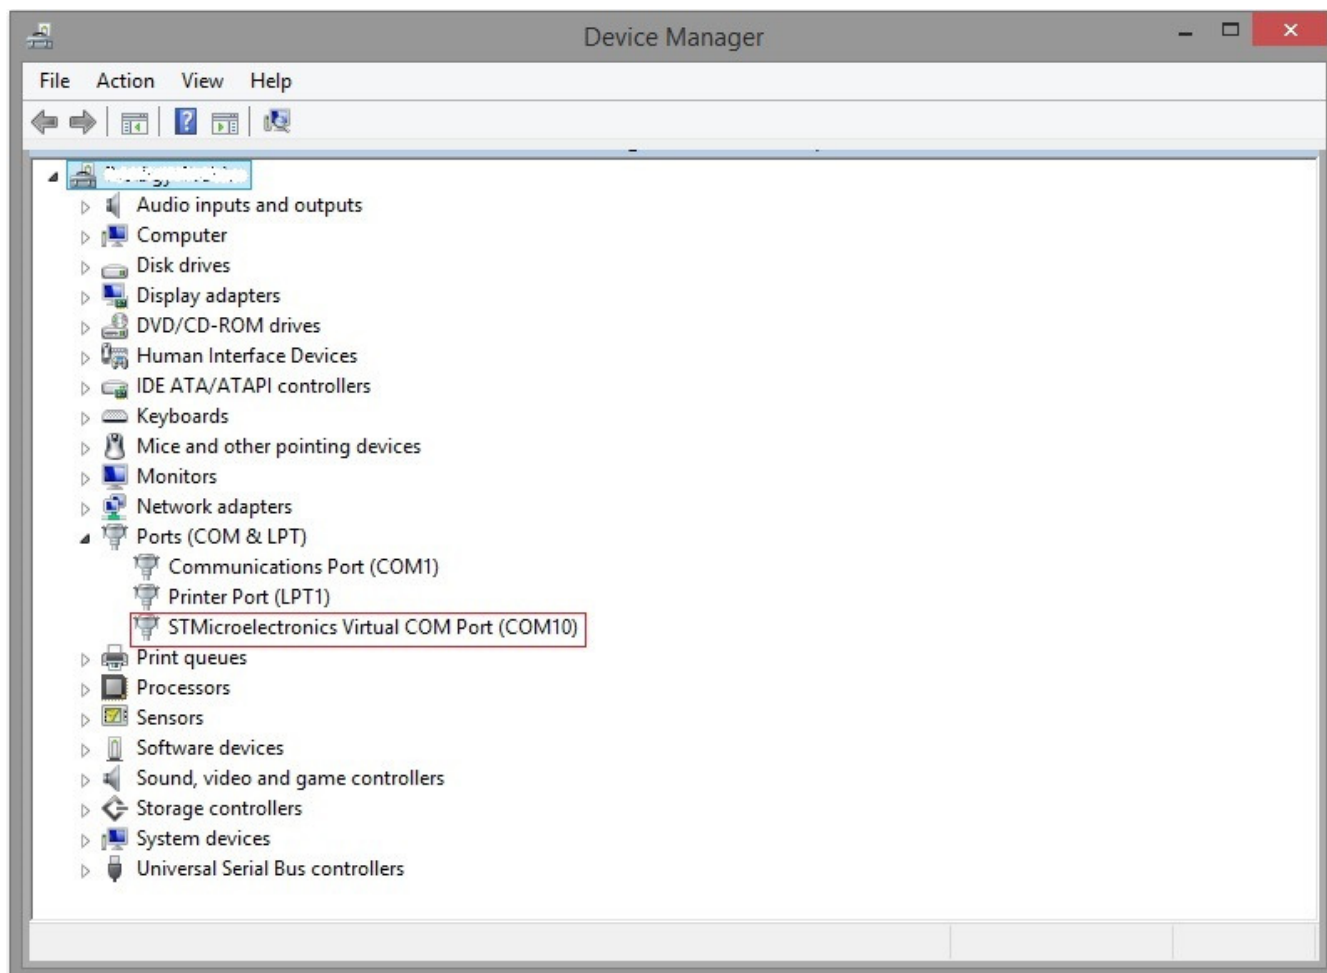 Device Manager
File Action View Help
Audio inputs and outputs
Computer
Disk drives
Display adapters
DVD/CD-ROM drives
Human Interface Devices
IDE ATA/ATAPI controllers
Keyboards
Mice and other pointing devices
Monitors
Network adapters
Ports (COM & LPT)
Communications Port (COM1)
Printer Port (LPT1)
STMicroelectronics Virtual COM Port (COM10)
Print queues
Processors
Sensors
Software devices
Sound, video and game controllers
Storage controllers
System devices
Universal Serial Bus controllers